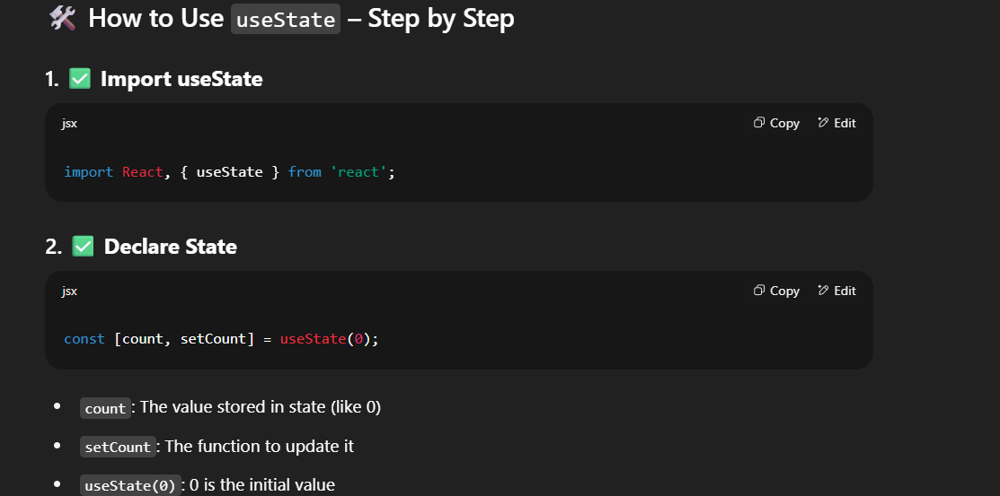 🛠️ How to Use useState – Step by Step
1. ✅ Import useState
jsx Copy Edit
import React, { useState } from 'react';
2. ✅ Declare State
jsx Copy Edit
const [count, setCount] = useState(0);
• count: The value stored in state (like 0)
• setCount: The function to update it
• useState(0): 0 is the initial value